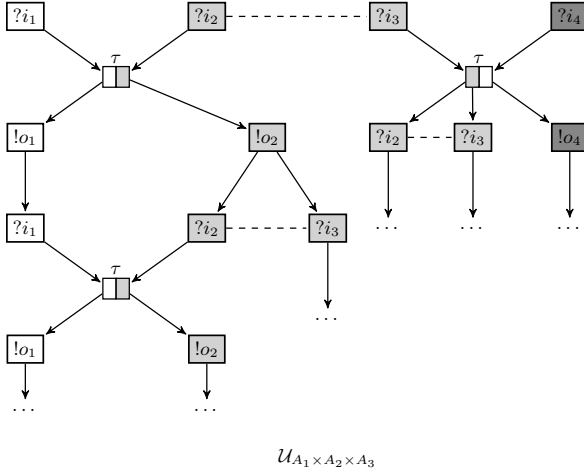 ?i₁ ?i₂ ?i₃ ?i₄
τ τ
!o₁ !o₂ ?i₂ ?i₃ !o₄
?i₁ ?i₂ ?i₃ ... ... ...
τ
...
!o₁ !o₂
... ...
𝒰_{A₁×A₂×A₃}